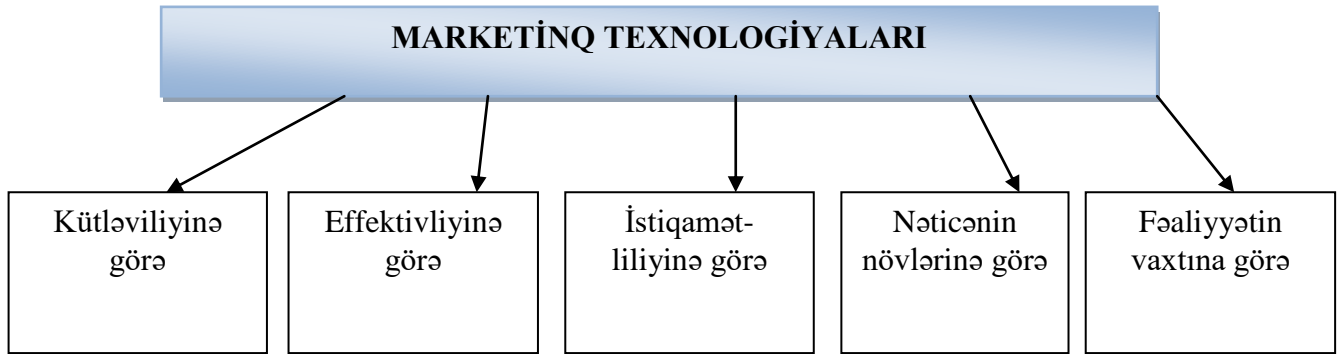 MARKETİNQ TEXNOLOGİYALARI
Kütləviliyinə
görə
Effektivliyinə
görə
İstiqamət-
liliyinə görə
Nəticənin
növlərinə görə
Fəaliyyətin
vaxtına görə